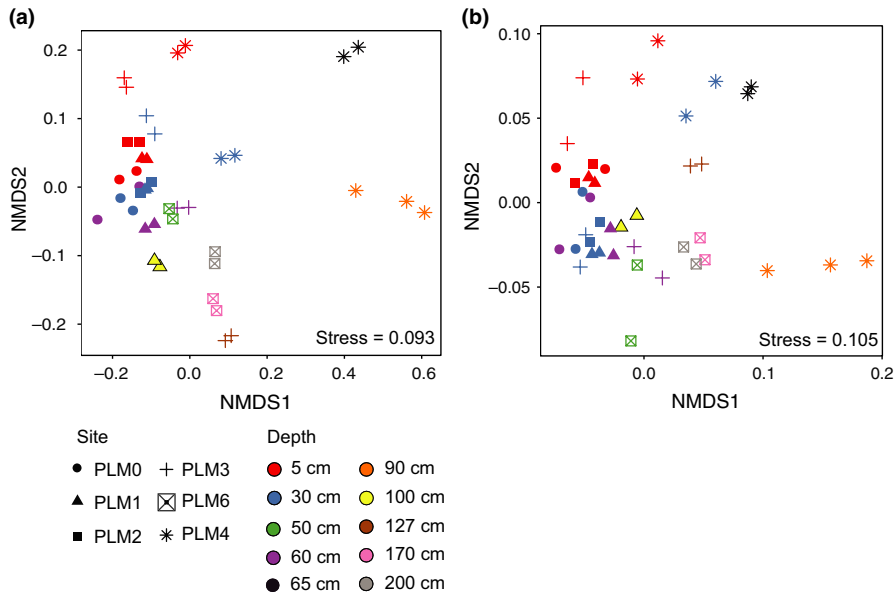 (a)
NMDS2
0.2
0.1
0.0
−0.1
−0.2
Stress = 0.093
−0.2 0.0 0.2 0.4 0.6
NMDS1
(b)
NMDS2
0.10
0.05
0.00
−0.05
Stress = 0.105
0.0 0.1 0.2
NMDS1
Site
PLM0 PLM3
PLM1 PLM6
PLM2 PLM4
Depth
5 cm 90 cm
30 cm 100 cm
50 cm 127 cm
60 cm 170 cm
65 cm 200 cm